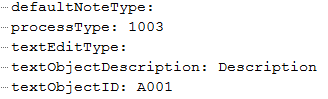 defaultNoteType:
processType: 1003
textEditType:
textObjectDescription: Description
textObjectID: A001